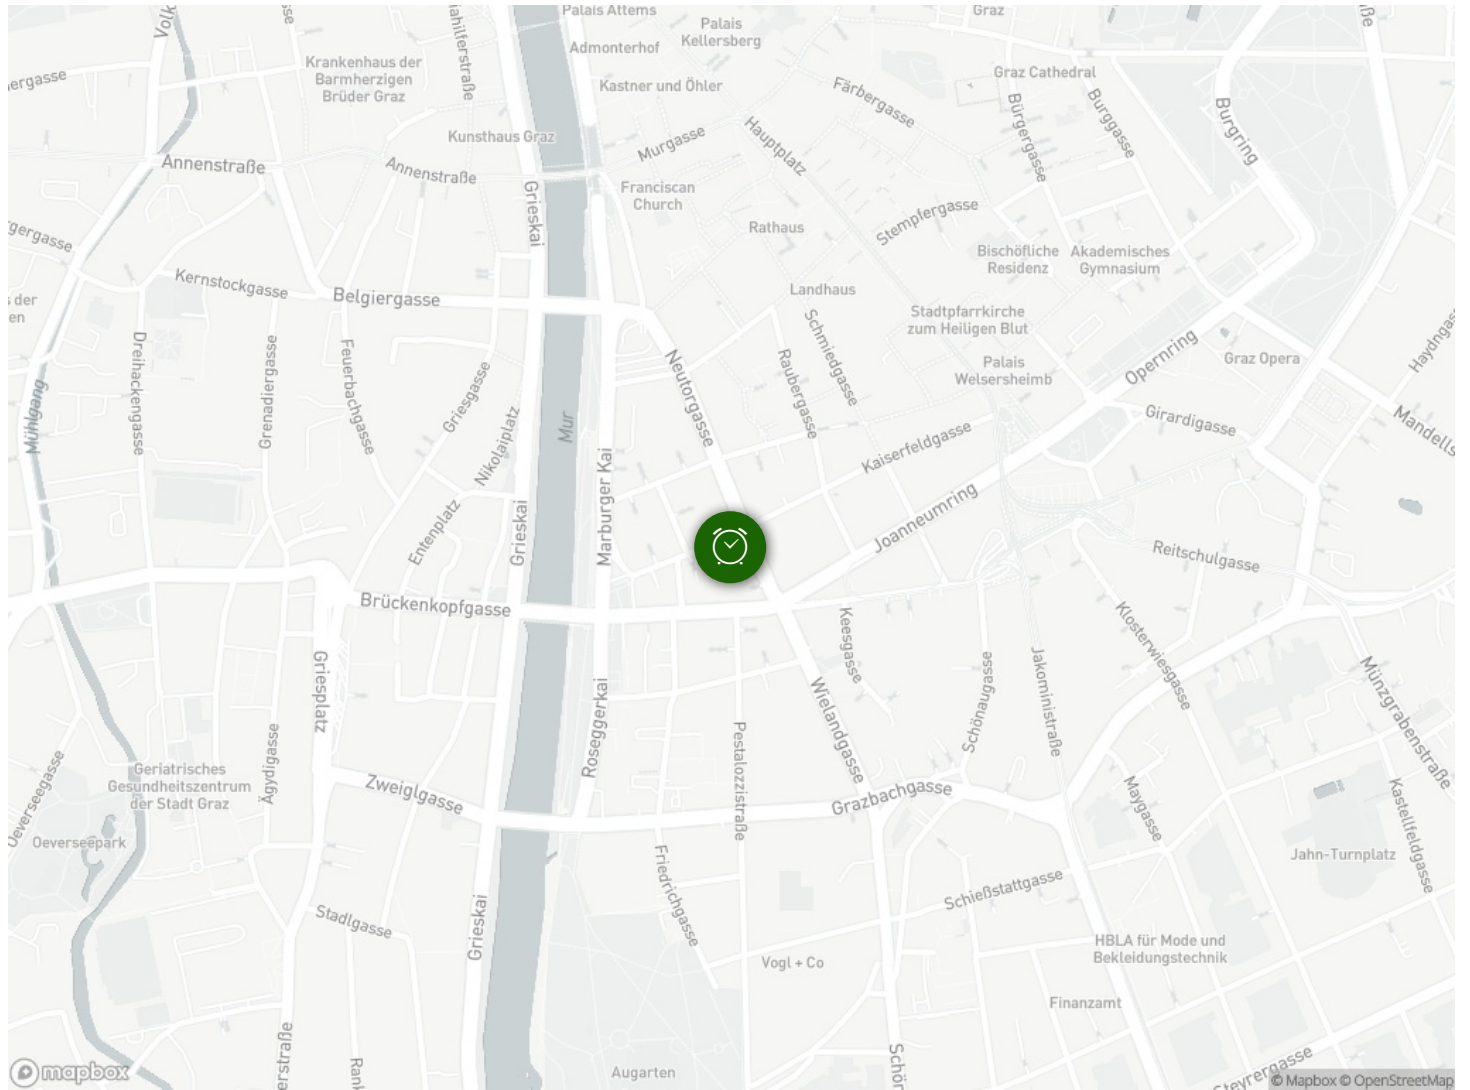 Palais Attems
Palais
Kellersberg
Graz
Admonterhof
Krankenhaus der
Barmherzigen
Brüder Graz
Graz Cathedral
Kastner und Öhler
Färbergasse
Bürgergasse
Burggasse
Burgring
Kunsthaus Graz
Murgasse
Hauptplatz
Annenstraße
Annenstraße
Franciscan
Church
Grieskai
Rathaus
Stempfergasse
Bischöfliche
Residenz
Akademisches
Gymnasium
Kernstockgasse
Belgiergasse
Landhaus
Stadtpfarrkirche
zum Heiligen Blut
Schmiedgasse
Palais
Welsersheimb
Opernring
Graz Opera
Dreihackengasse
Grenadiergasse
Feuerbachgasse
Griesgasse
Nikolaiplatz
Mur
Neutorgasse
Raubergasse
Kaiserfeldgasse
Girardigasse
Mühlgang
Marburger Kai
Entenplatz
Grieskai
Joanneumring
Reitschulgasse
Brückenkopfgasse
Keesgasse
Klosterwiesgasse
Griesplatz
Roseggerkai
Wielandgasse
Schönaugasse
Jakoministraße
Münzgrabenstraße
Pestalozzistraße
Ägydigasse
Geriatrisches
Gesundheitszentrum
der Stadt Graz
Oeverseegasse
Zweiglgasse
Grazbachgasse
Maygasse
Kastellfeldgasse
Oeverseepark
Jahn-Turnplatz
Friedrichgasse
Schießstattgasse
Stadlgasse
Grieskai
Vogl + Co
HBLA für Mode und
Bekleidungstechnik
Finanzamt
Augarten
Steyrergasse
mapbox
© Mapbox © OpenStreetMap